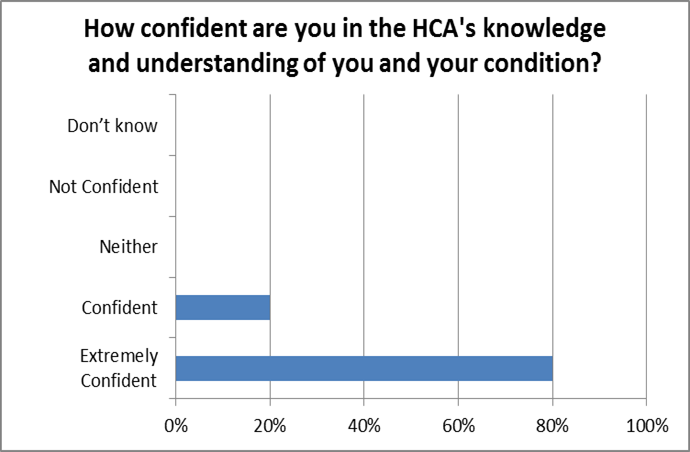 How confident are you in the HCA's knowledge
and understanding of you and your condition?
Don’t know
Not Confident
Neither
Confident
Extremely
Confident
0%
20%
40%
60%
80%
100%